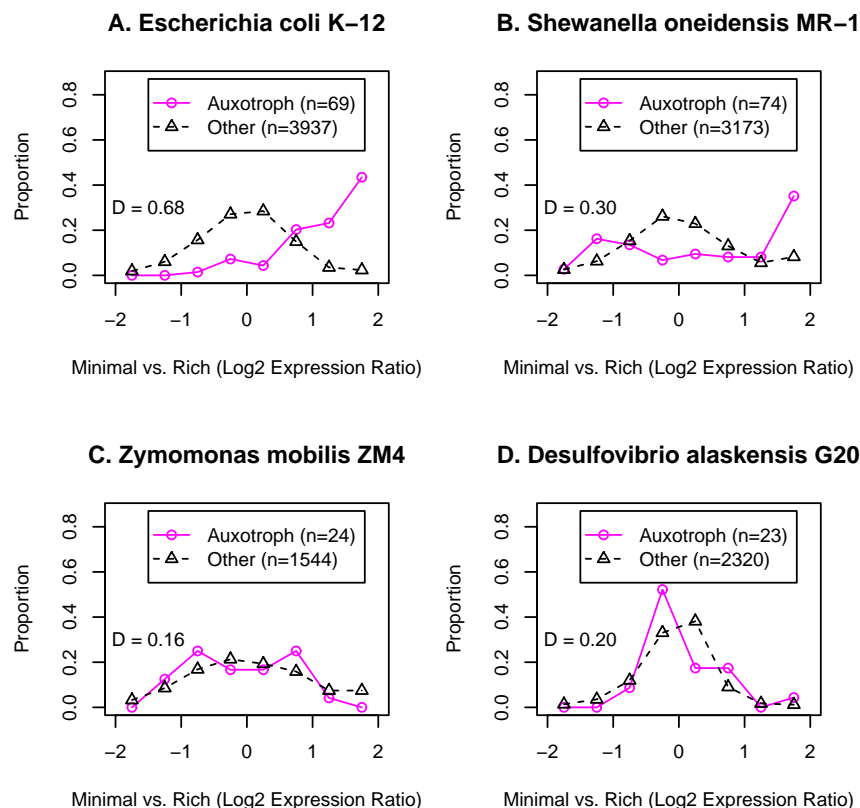 A. Escherichia coli K−12
Proportion
0.0 0.2 0.4 0.6 0.8
Auxotroph (n=69)
Other (n=3937)
D = 0.68
−2 −1 0 1 2
Minimal vs. Rich (Log2 Expression Ratio)
B. Shewanella oneidensis MR−1
Proportion
0.0 0.2 0.4 0.6 0.8
Auxotroph (n=74)
Other (n=3173)
D = 0.30
−2 −1 0 1 2
Minimal vs. Rich (Log2 Expression Ratio)
C. Zymomonas mobilis ZM4
Proportion
0.0 0.2 0.4 0.6 0.8
Auxotroph (n=24)
Other (n=1544)
D = 0.16
−2 −1 0 1 2
Minimal vs. Rich (Log2 Expression Ratio)
D. Desulfovibrio alaskensis G20
Proportion
0.0 0.2 0.4 0.6 0.8
Auxotroph (n=23)
Other (n=2320)
D = 0.20
−2 −1 0 1 2
Minimal vs. Rich (Log2 Expression Ratio)